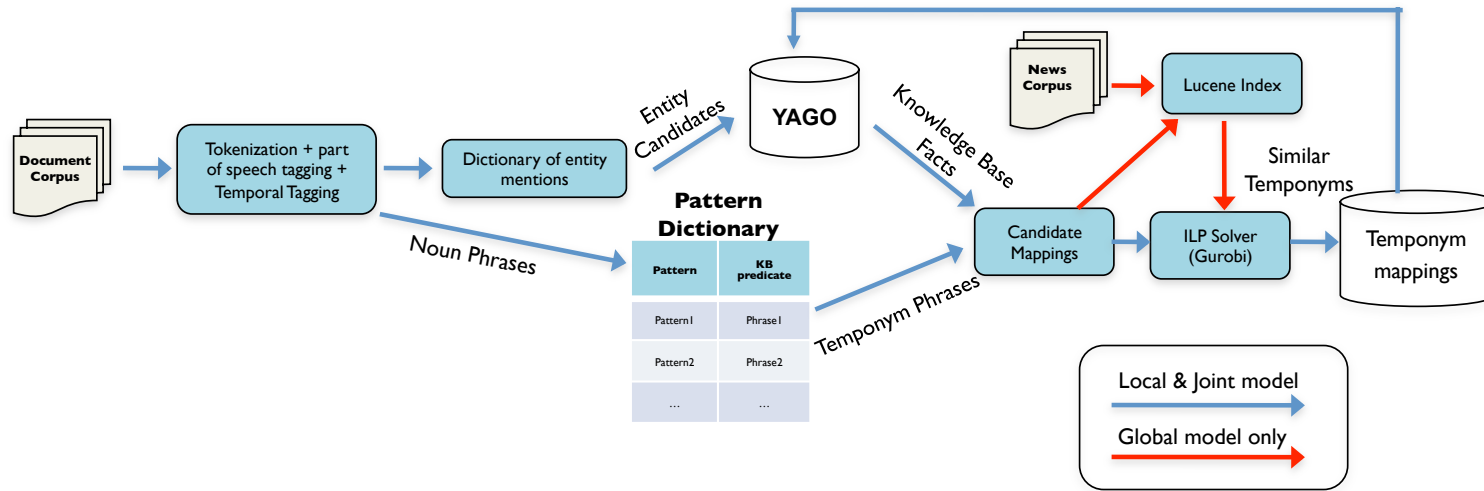 Document
Corpus
Tokenization + part
of speech tagging +
Temporal Tagging
Dictionary of entity
mentions
Entity
Candidates
YAGO
Knowledge Base
Facts
News
Corpus
Lucene Index
Similar
Temponyms
Noun Phrases
Pattern
Dictionary
Pattern
KB
predicate
Pattern1
Phrase1
Pattern2
Phrase2
...
...
Temponym Phrases
Candidate
Mappings
ILP Solver
(Gurobi)
Temponym
mappings
Local & Joint model
Global model only